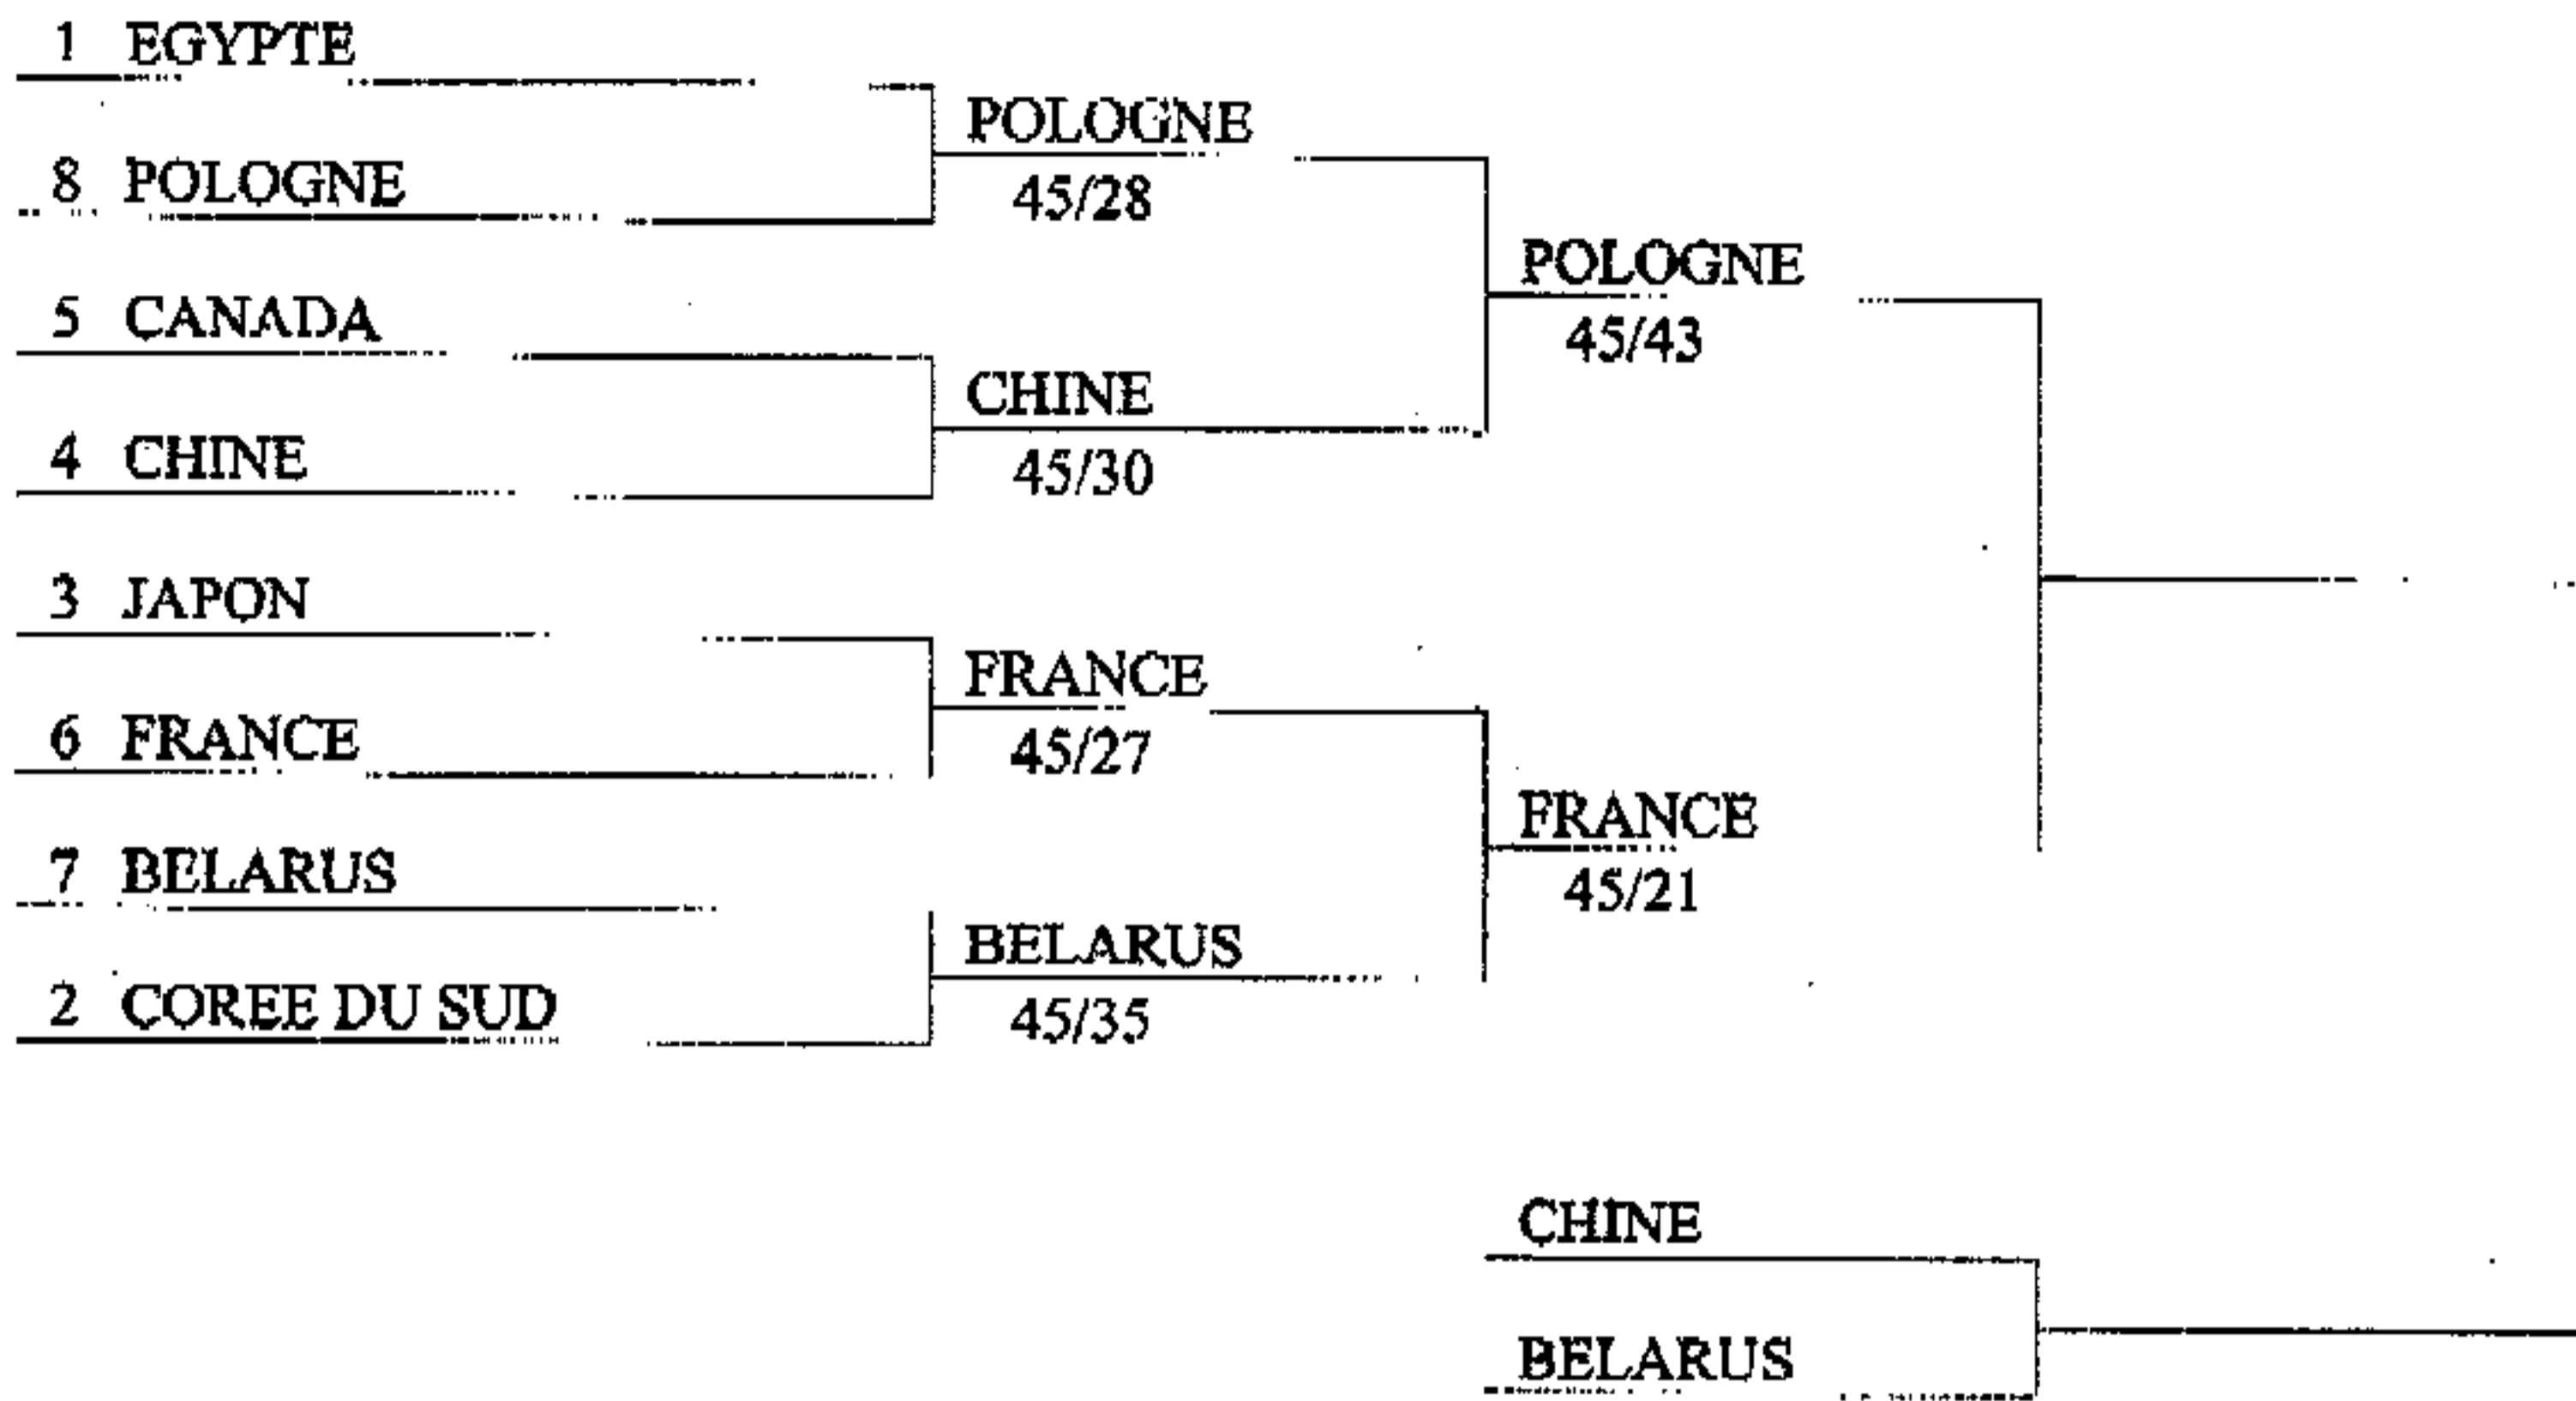 1 EGYPTE
8 POLOGNE
5 CANADA
4 CHINE
3 JAPON
6 FRANCE
7 BELARUS
2 COREE DU SUD
POLOGNE
45/28
CHINE
45/30
FRANCE
45/27
BELARUS
45/35
POLOGNE
45/43
FRANCE
45/21
CHINE
BELARUS